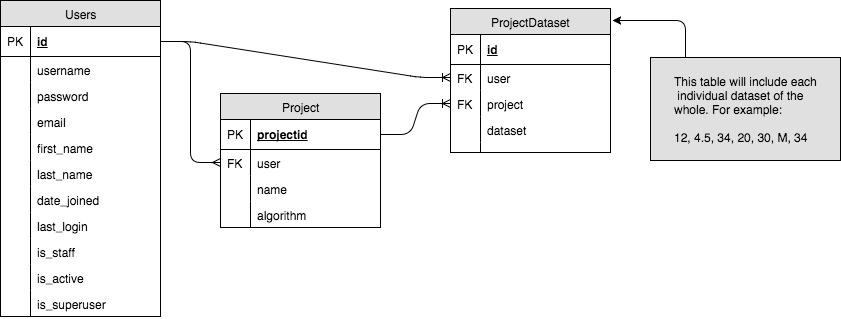 Users
PK id
username
password
email
first_name
last_name
date_joined
last_login
is_staff
is_active
is_superuser
Project
PK projectid
FK user
name
algorithm
ProjectDataset
PK id
FK user
FK project
dataset
This table will include each
individual dataset of the
whole. For example:
12, 4.5, 34, 20, 30, M, 34